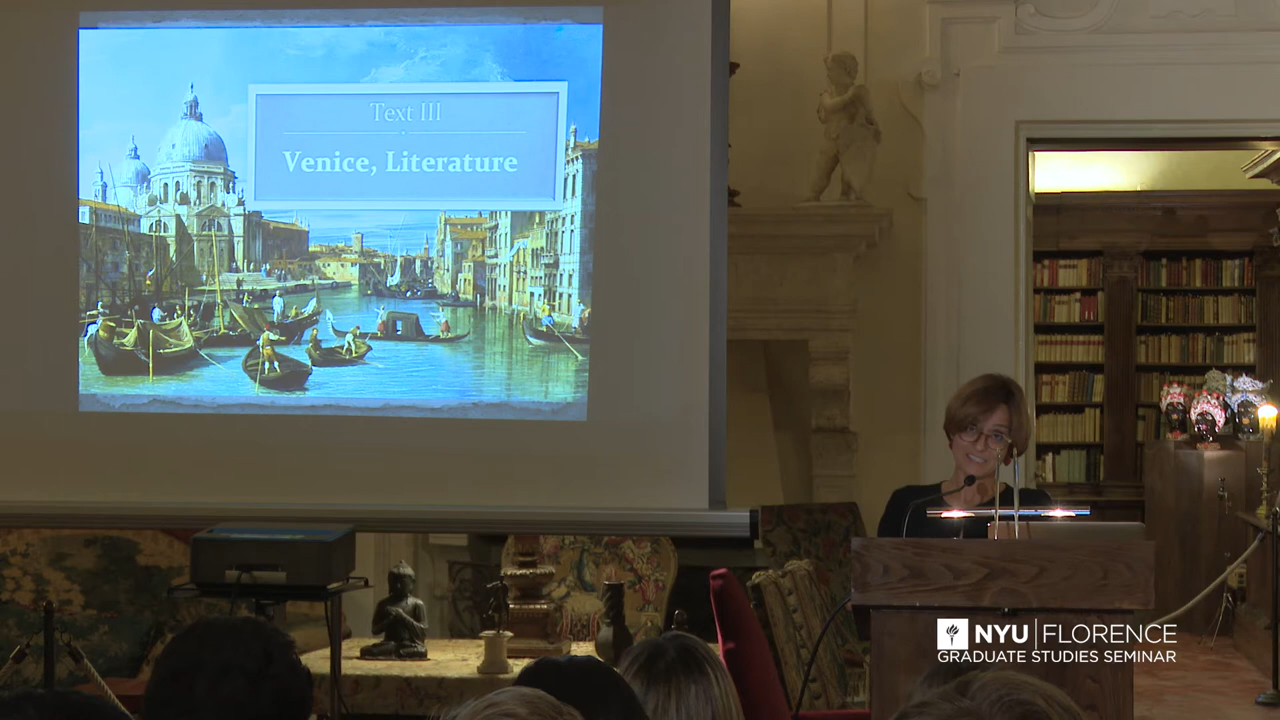 Text III
Venice, Literature
NYU FLORENCE
GRADUATE STUDIES SEMINAR